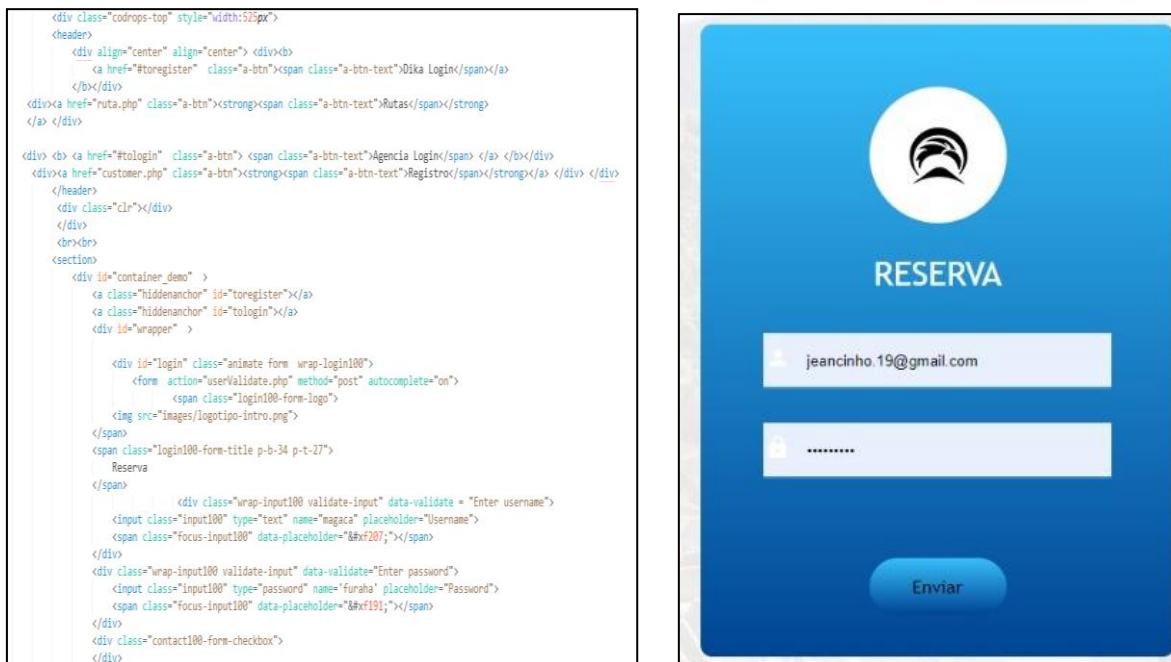 <div class="codrops-top" style="width:525px">
<header>
<div align="center" align="center"> <div><b>
<a href="#toregister"  class="a-btn"><span class="a-btn-text">Dika Login</span></a>
</b></div>
<div><a href="ruta.php" class="a-btn"><strong><span class="a-btn-text">Rutas</span></strong>
</a> </div>
<div> <b> <a href="#tologin"  class="a-btn"> <span class="a-btn-text">Agencia Login</span> </a> </b></div>
<div><a href="customer.php" class="a-btn"><strong><span class="a-btn-text">Registro</span></strong></a> </div> </div>
</header>
<div class="clr"></div>
</div>
<br><br>
<section>
<div id="container_demo"  >
<a class="hiddenanchor" id="toregister"></a>
<a class="hiddenanchor" id="tologin"></a>
<div id="wrapper"  >
<div id="login" class="animate form  wrap-login100">
<form  action="userValidate.php" method="post" autocomplete="on">
<span class="login100-form-logo">
<img src="images/logotipo-intro.png">
</span>
<span class="login100-form-title p-b-34 p-t-27">
Reserva
</span>
<div class="wrap-input100 validate-input" data-validate = "Enter username">
<input class="input100" type="text" name="magaca" placeholder="Username">
<span class="focus-input100" data-placeholder="&#xf207;"></span>
</div>
<div class="wrap-input100 validate-input" data-validate="Enter password">
<input class="input100" type="password" name='furaha' placeholder="Password">
<span class="focus-input100" data-placeholder="&#xf191;"></span>
</div>
<div class="contact100-form-checkbox">
</div>
RESERVA
jeancinho.19@gmail.com
•••••••••
Enviar